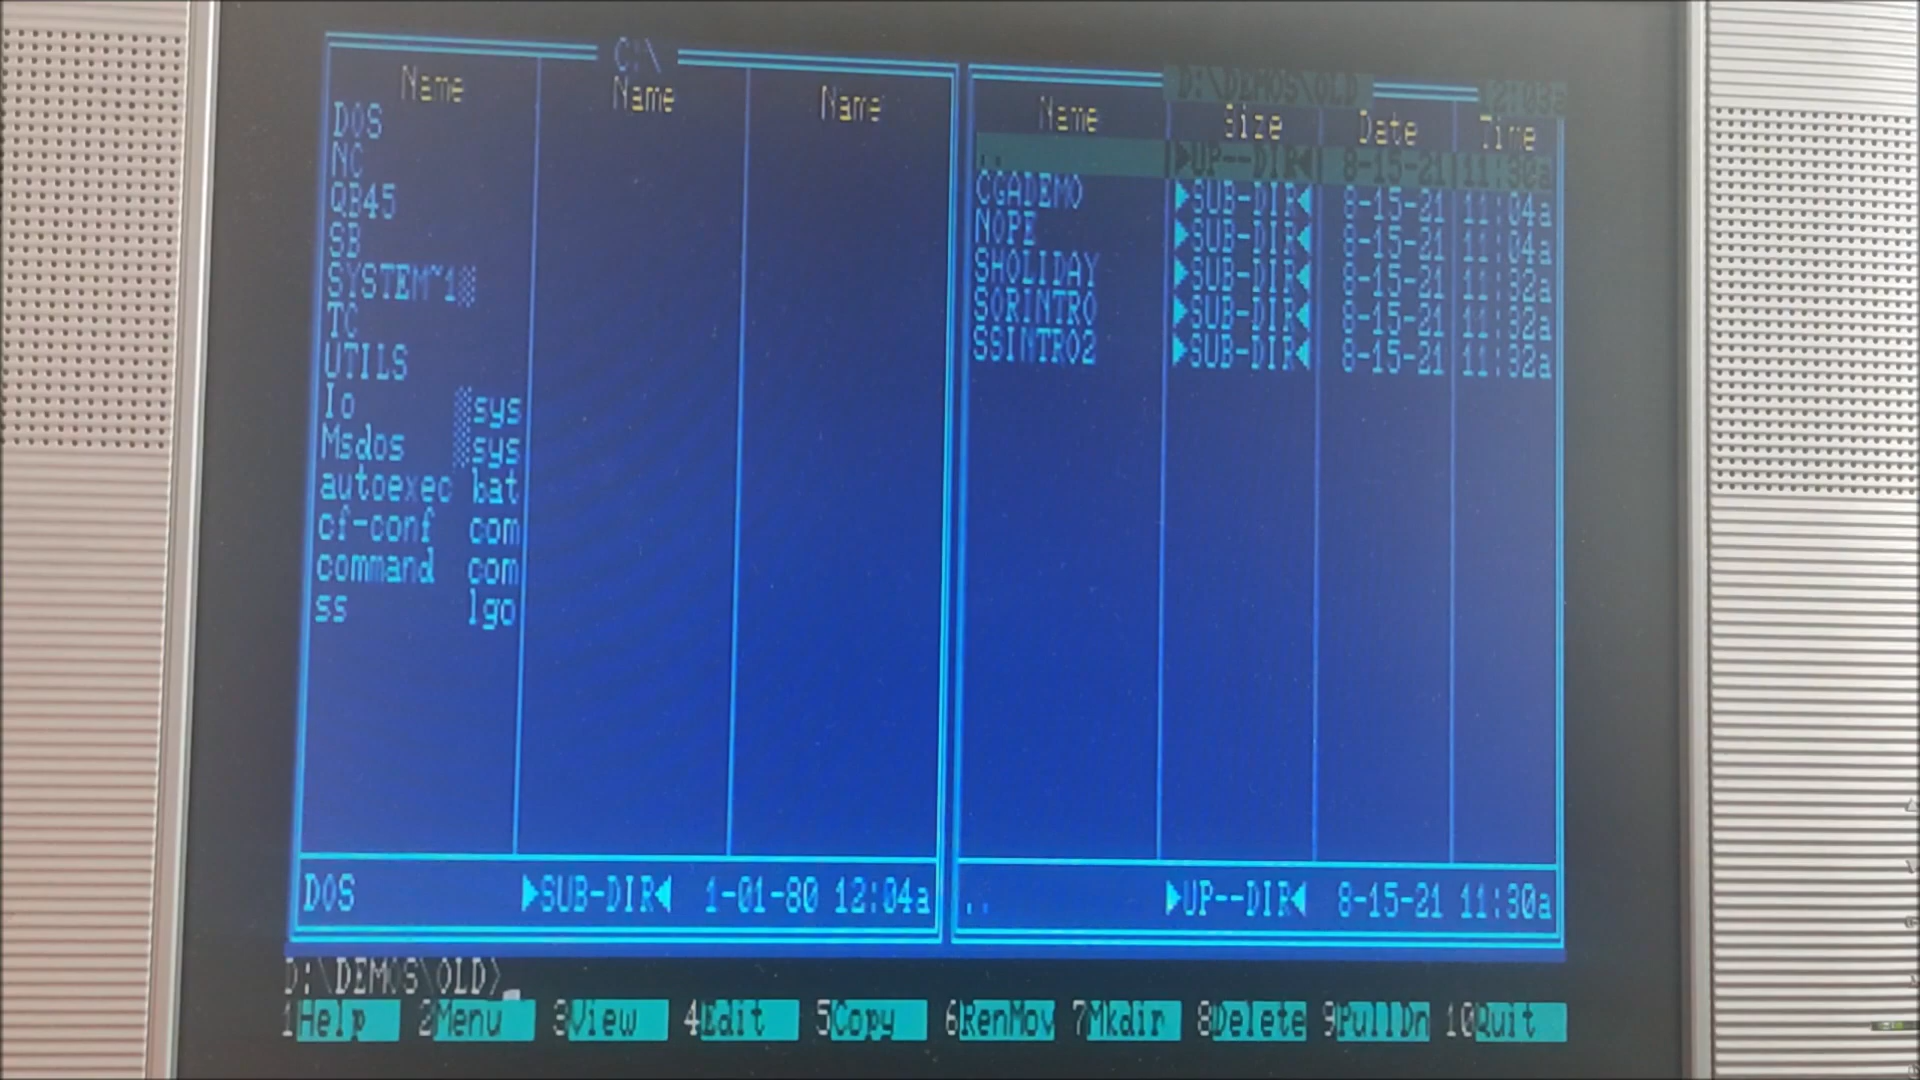 C:\
Name Name Name
DOS
NC
QB45
SB
SYSTEM~1░
TC
UTILS
Io ░sys
Msdos ░sys
autoexec bat
cf-conf com
command com
ss lgo
DOS ►SUB-DIR◄ 1-01-80 12:04a
D:\DEMOS\OLD 12:03a
Name Size Date Time
.. ►UP--DIR◄ 8-15-21 11:30a
CGADEMO ►SUB-DIR◄ 8-15-21 11:04a
NOPE ►SUB-DIR◄ 8-15-21 11:04a
SHOLIDAY ►SUB-DIR◄ 8-15-21 11:32a
SORINTRO ►SUB-DIR◄ 8-15-21 11:32a
SSINTRO2 ►SUB-DIR◄ 8-15-21 11:32a
.. ►UP--DIR◄ 8-15-21 11:30a
D:\DEMOS\OLD>
1Help 2Menu 3View 4Edit 5Copy 6RenMov 7Mkdir 8Delete 9PullDn 10Quit